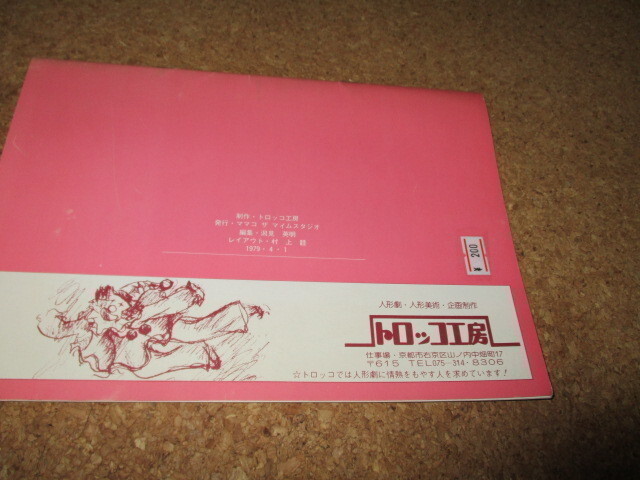 制作・トロッコ工房
発行・ママコ ザ マイムスタジオ
編集・
レイアウト・村 上 
1979・4・1
¥ 200
人形劇・人形美術・企画制作
トロッコ工房
仕事場・京都市右京区山ノ内中畑町17
〒615 TEL075-314-8306
☆トロッコでは人形劇に情熱をもやす人を求めています!